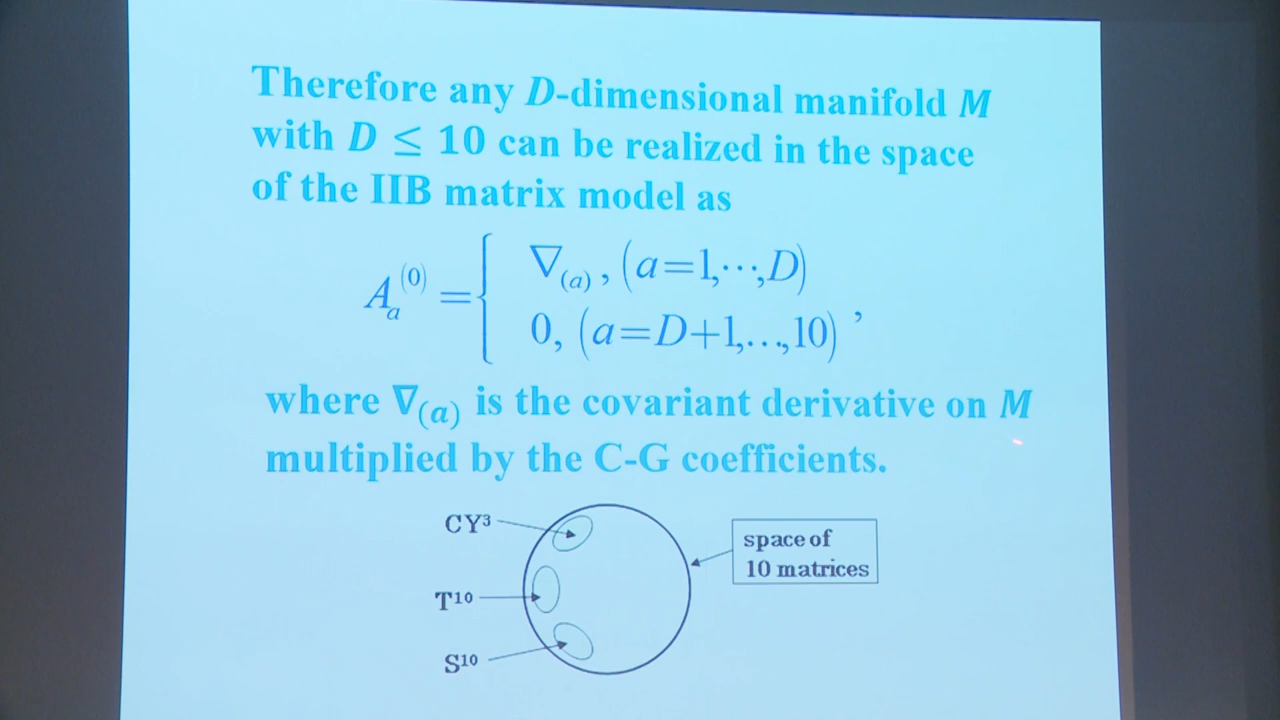 Therefore any D-dimensional manifold M
with D ≤ 10 can be realized in the space
of the IIB matrix model as
A_a^(0) = { ∇_(a), (a=1,⋯,D)
0, (a=D+1,...,10) ,
where ∇_(a) is the covariant derivative on M
multiplied by the C-G coefficients.
CY³
space of
10 matrices
T¹⁰
S¹⁰